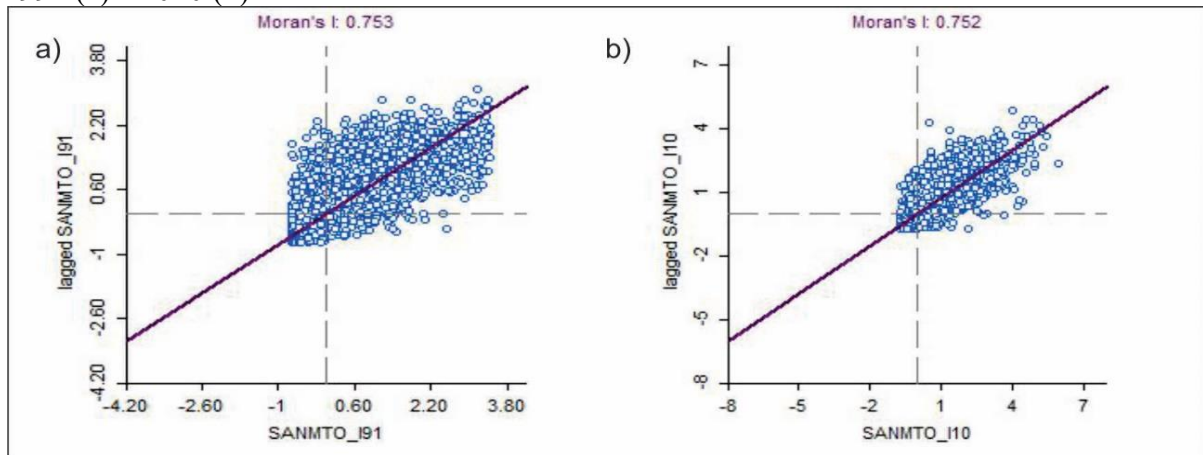 Moran's I: 0.753
a)
3.80
2.20
0.60
-1
-2.60
-4.20
lagged SANMTO_I91
-4.20 -2.60 -1 0.60 2.20 3.80
SANMTO_I91
Moran's I: 0.752
b)
7
4
1
-2
-5
-8
lagged SANMTO_I10
-8 -5 -2 1 4 7
SANMTO_I10